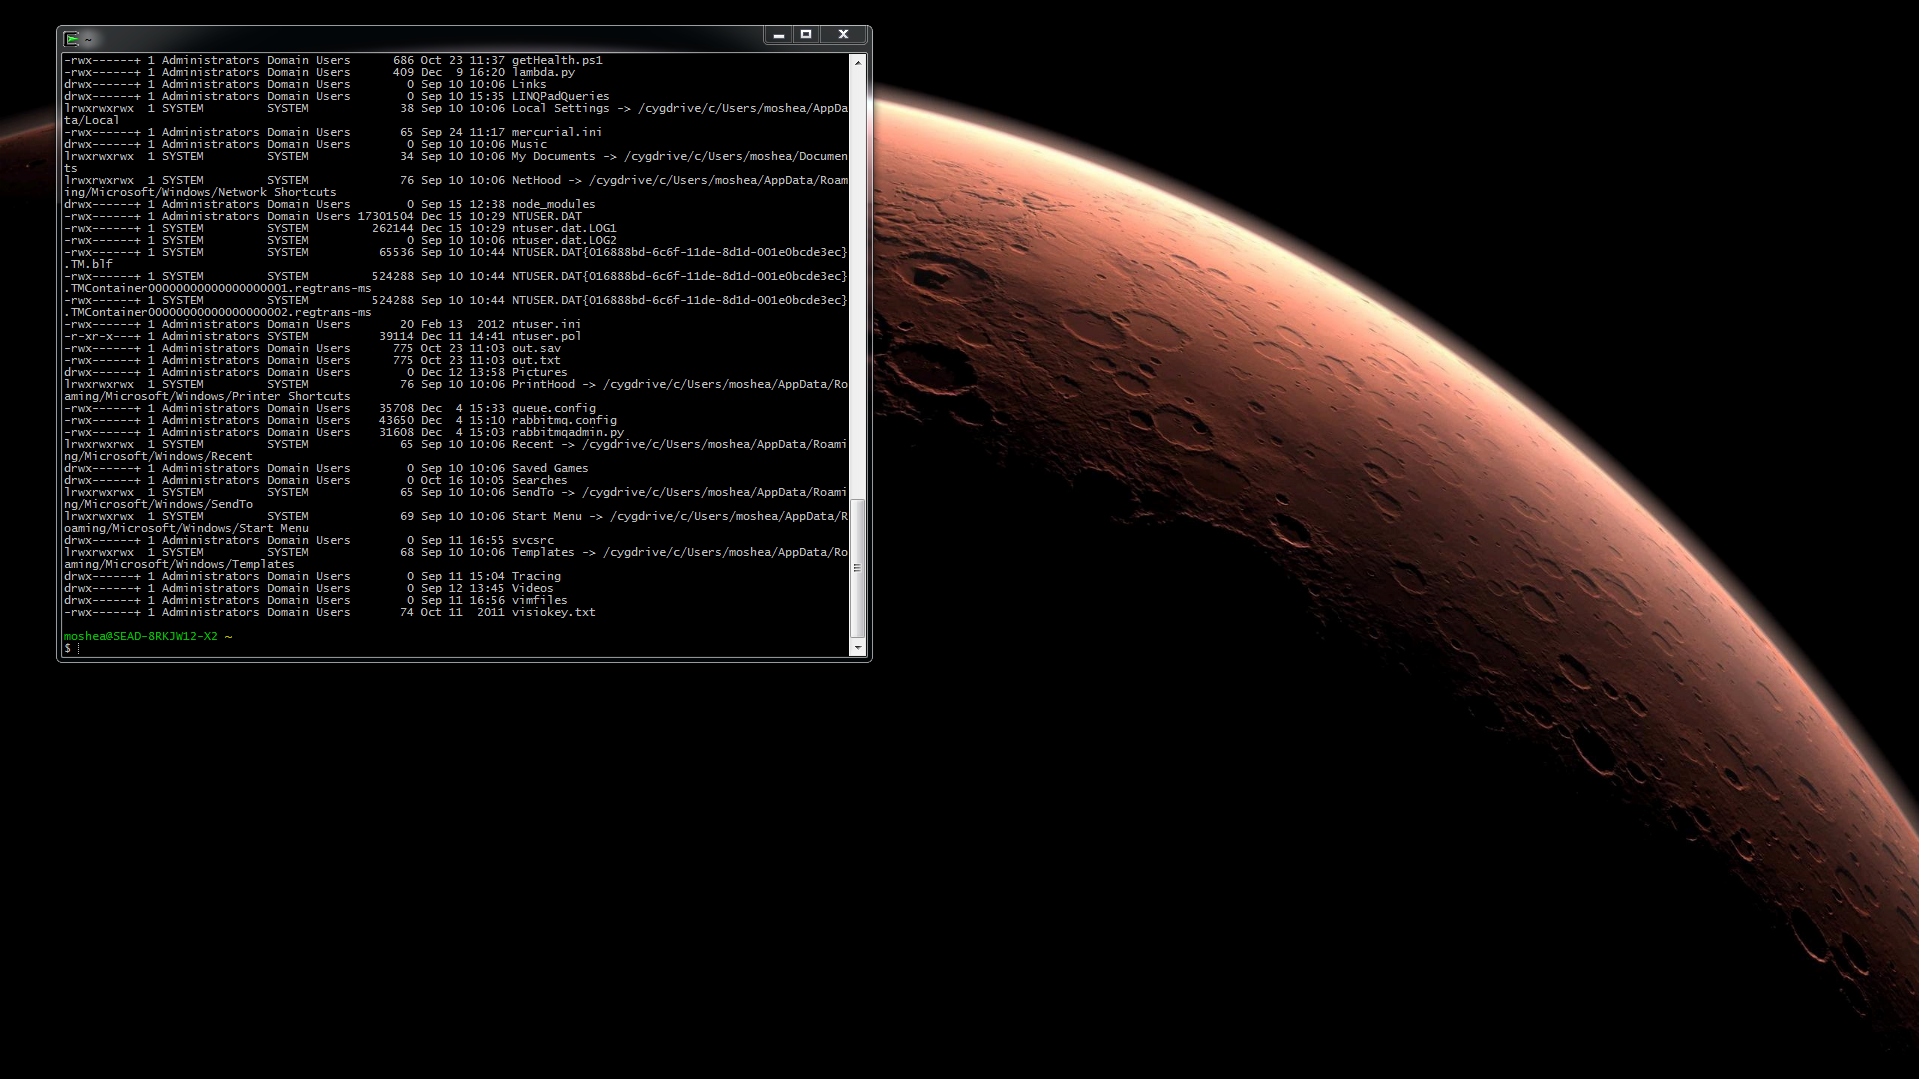 ~
-rwx------+ 1 Administrators Domain Users      686 Oct 23 11:37 getHealth.ps1
-rwx------+ 1 Administrators Domain Users      409 Dec  9 16:20 lambda.py
drwx------+ 1 Administrators Domain Users        0 Sep 10 10:06 Links
drwx------+ 1 Administrators Domain Users        0 Sep 10 15:35 LINQPadQueries
lrwxrwxrwx  1 SYSTEM         SYSTEM             38 Sep 10 10:06 Local Settings -> /cygdrive/c/Users/moshea/AppDa
ta/Local
-rwx------+ 1 Administrators Domain Users       65 Sep 24 11:17 mercurial.ini
drwx------+ 1 Administrators Domain Users        0 Sep 10 10:06 Music
lrwxrwxrwx  1 SYSTEM         SYSTEM             34 Sep 10 10:06 My Documents -> /cygdrive/c/Users/moshea/Documen
ts
lrwxrwxrwx  1 SYSTEM         SYSTEM             76 Sep 10 10:06 NetHood -> /cygdrive/c/Users/moshea/AppData/Roam
ing/Microsoft/Windows/Network Shortcuts
drwx------+ 1 Administrators Domain Users        0 Sep 15 12:38 node_modules
-rwx------+ 1 Administrators Domain Users 17301504 Dec 15 10:29 NTUSER.DAT
-rwx------+ 1 SYSTEM         SYSTEM         262144 Dec 15 10:29 ntuser.dat.LOG1
-rwx------+ 1 SYSTEM         SYSTEM              0 Sep 10 10:06 ntuser.dat.LOG2
-rwx------+ 1 SYSTEM         SYSTEM          65536 Sep 10 10:44 NTUSER.DAT{016888bd-6c6f-11de-8d1d-001e0bcde3ec}
.TM.blf
-rwx------+ 1 SYSTEM         SYSTEM         524288 Sep 10 10:44 NTUSER.DAT{016888bd-6c6f-11de-8d1d-001e0bcde3ec}
.TMContainer00000000000000000001.regtrans-ms
-rwx------+ 1 SYSTEM         SYSTEM         524288 Sep 10 10:44 NTUSER.DAT{016888bd-6c6f-11de-8d1d-001e0bcde3ec}
.TMContainer00000000000000000002.regtrans-ms
-rwx------+ 1 Administrators Domain Users       20 Feb 13  2012 ntuser.ini
-r-xr-x---+ 1 Administrators SYSTEM          39114 Dec 11 14:41 ntuser.pol
-rwx------+ 1 Administrators Domain Users      775 Oct 23 11:03 out.sav
-rwx------+ 1 Administrators Domain Users      775 Oct 23 11:03 out.txt
drwx------+ 1 Administrators Domain Users        0 Dec 12 13:58 Pictures
lrwxrwxrwx  1 SYSTEM         SYSTEM             76 Sep 10 10:06 PrintHood -> /cygdrive/c/Users/moshea/AppData/Ro
aming/Microsoft/Windows/Printer Shortcuts
-rwx------+ 1 Administrators Domain Users    35708 Dec  4 15:33 queue.config
-rwx------+ 1 Administrators Domain Users    43650 Dec  4 15:10 rabbitmq.config
-rwx------+ 1 Administrators Domain Users    31608 Dec  4 15:03 rabbitmqadmin.py
lrwxrwxrwx  1 SYSTEM         SYSTEM             65 Sep 10 10:06 Recent -> /cygdrive/c/Users/moshea/AppData/Roami
ng/Microsoft/Windows/Recent
drwx------+ 1 Administrators Domain Users        0 Sep 10 10:06 Saved Games
drwx------+ 1 Administrators Domain Users        0 Oct 16 10:05 Searches
lrwxrwxrwx  1 SYSTEM         SYSTEM             65 Sep 10 10:06 SendTo -> /cygdrive/c/Users/moshea/AppData/Roami
ng/Microsoft/Windows/SendTo
lrwxrwxrwx  1 SYSTEM         SYSTEM             69 Sep 10 10:06 Start Menu -> /cygdrive/c/Users/moshea/AppData/R
oaming/Microsoft/Windows/Start Menu
drwx------+ 1 Administrators Domain Users        0 Sep 11 16:55 svcsrc
lrwxrwxrwx  1 SYSTEM         SYSTEM             68 Sep 10 10:06 Templates -> /cygdrive/c/Users/moshea/AppData/Ro
aming/Microsoft/Windows/Templates
drwx------+ 1 Administrators Domain Users        0 Sep 11 15:04 Tracing
drwx------+ 1 Administrators Domain Users        0 Sep 12 13:45 Videos
drwx------+ 1 Administrators Domain Users        0 Sep 11 16:56 vimfiles
-rwx------+ 1 Administrators Domain Users       74 Oct 11  2011 visiokey.txt
moshea@SEAD-8RKJW12-X2 ~
$